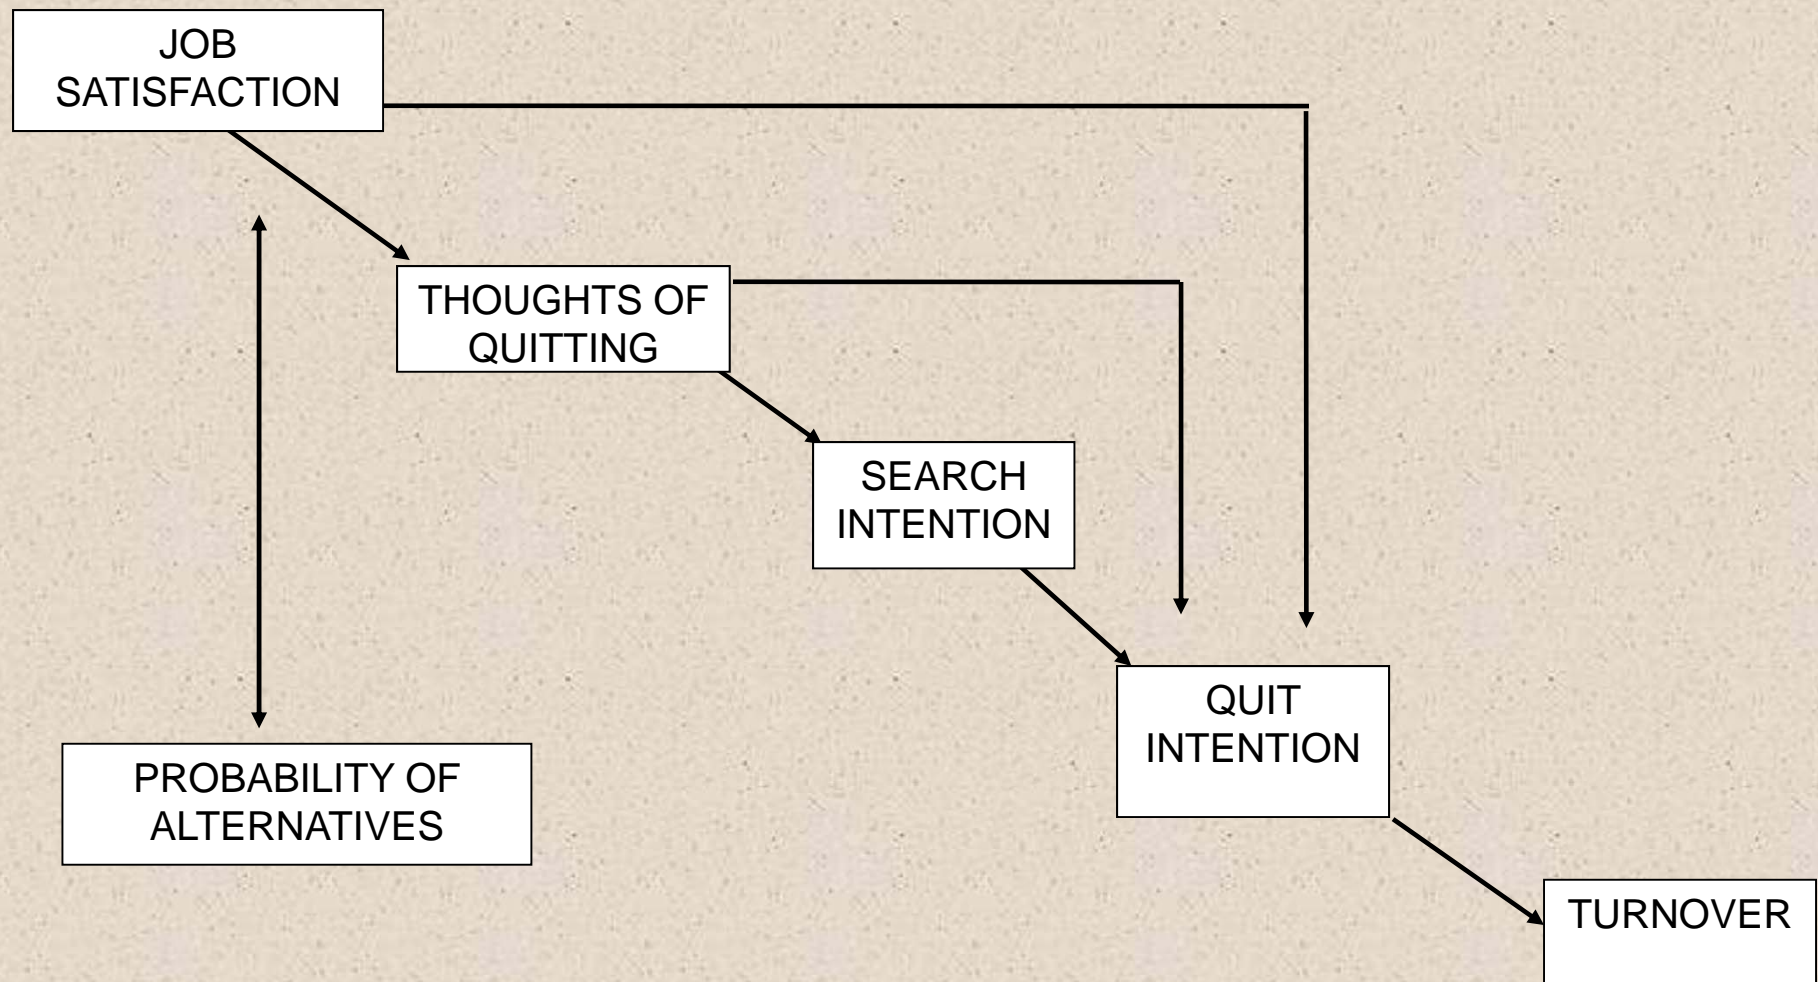 JOB
SATISFACTION
THOUGHTS OF
QUITTING
SEARCH
INTENTION
QUIT
INTENTION
PROBABILITY OF
ALTERNATIVES
TURNOVER